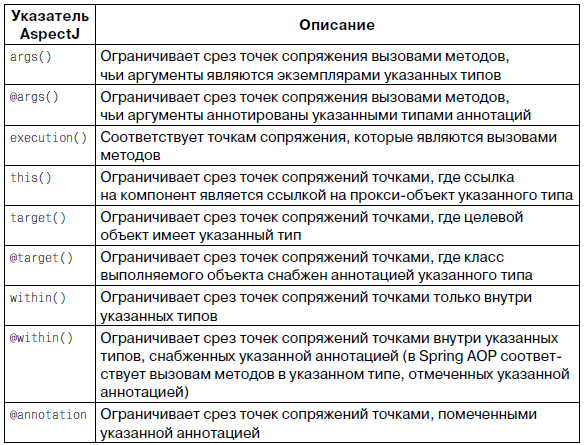 Указатель
AspectJ
Описание
args()
Ограничивает срез точек сопряжения вызовами методов,
чьи аргументы являются экземплярами указанных типов
@args()
Ограничивает срез точек сопряжения вызовами методов,
чьи аргументы аннотированы указанными типами аннотаций
execution()
Соответствует точкам сопряжения, которые являются вызовами
методов
this()
Ограничивает срез точек сопряжений точками, где ссылка
на компонент является ссылкой на прокси-объект указанного типа
target()
Ограничивает срез точек сопряжений точками, где целевой
объект имеет указанный тип
@target()
Ограничивает срез точек сопряжений точками, где класс
выполняемого объекта снабжен аннотацией указанного типа
within()
Ограничивает срез точек сопряжений точками только внутри
указанных типов
@within()
Ограничивает срез точек сопряжений точками внутри указанных
типов, снабженных указанной аннотацией (в Spring AOP соответ-
ствует вызовам методов в указанном типе, отмеченных указанной
аннотацией)
@annotation
Ограничивает срез точек сопряжений точками, помеченными
указанной аннотацией